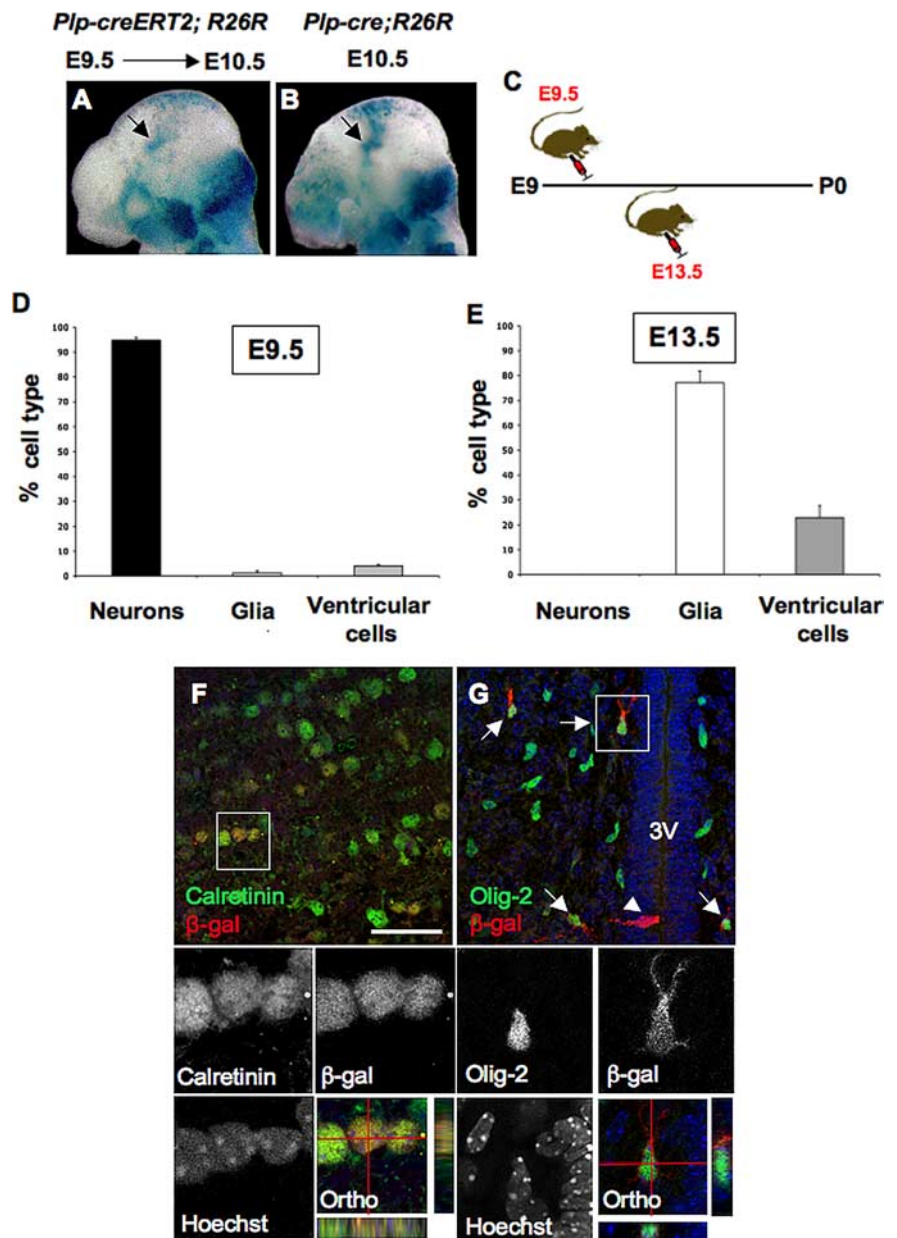 Plp-creERT2; R26R
E9.5 → E10.5
Plp-cre;R26R
E10.5
A
B
C
E9.5
E9
P0
E13.5
D
E9.5
% cell type
100
90
80
70
60
50
40
30
20
10
0
Neurons
Glia
Ventricular
cells
E
E13.5
% cell type
100
90
80
70
60
50
40
30
20
10
0
Neurons
Glia
Ventricular
cells
F
Calretinin
β-gal
G
3V
Olig-2
β-gal
Calretinin
β-gal
Olig-2
β-gal
Hoechst
Ortho
Hoechst
Ortho